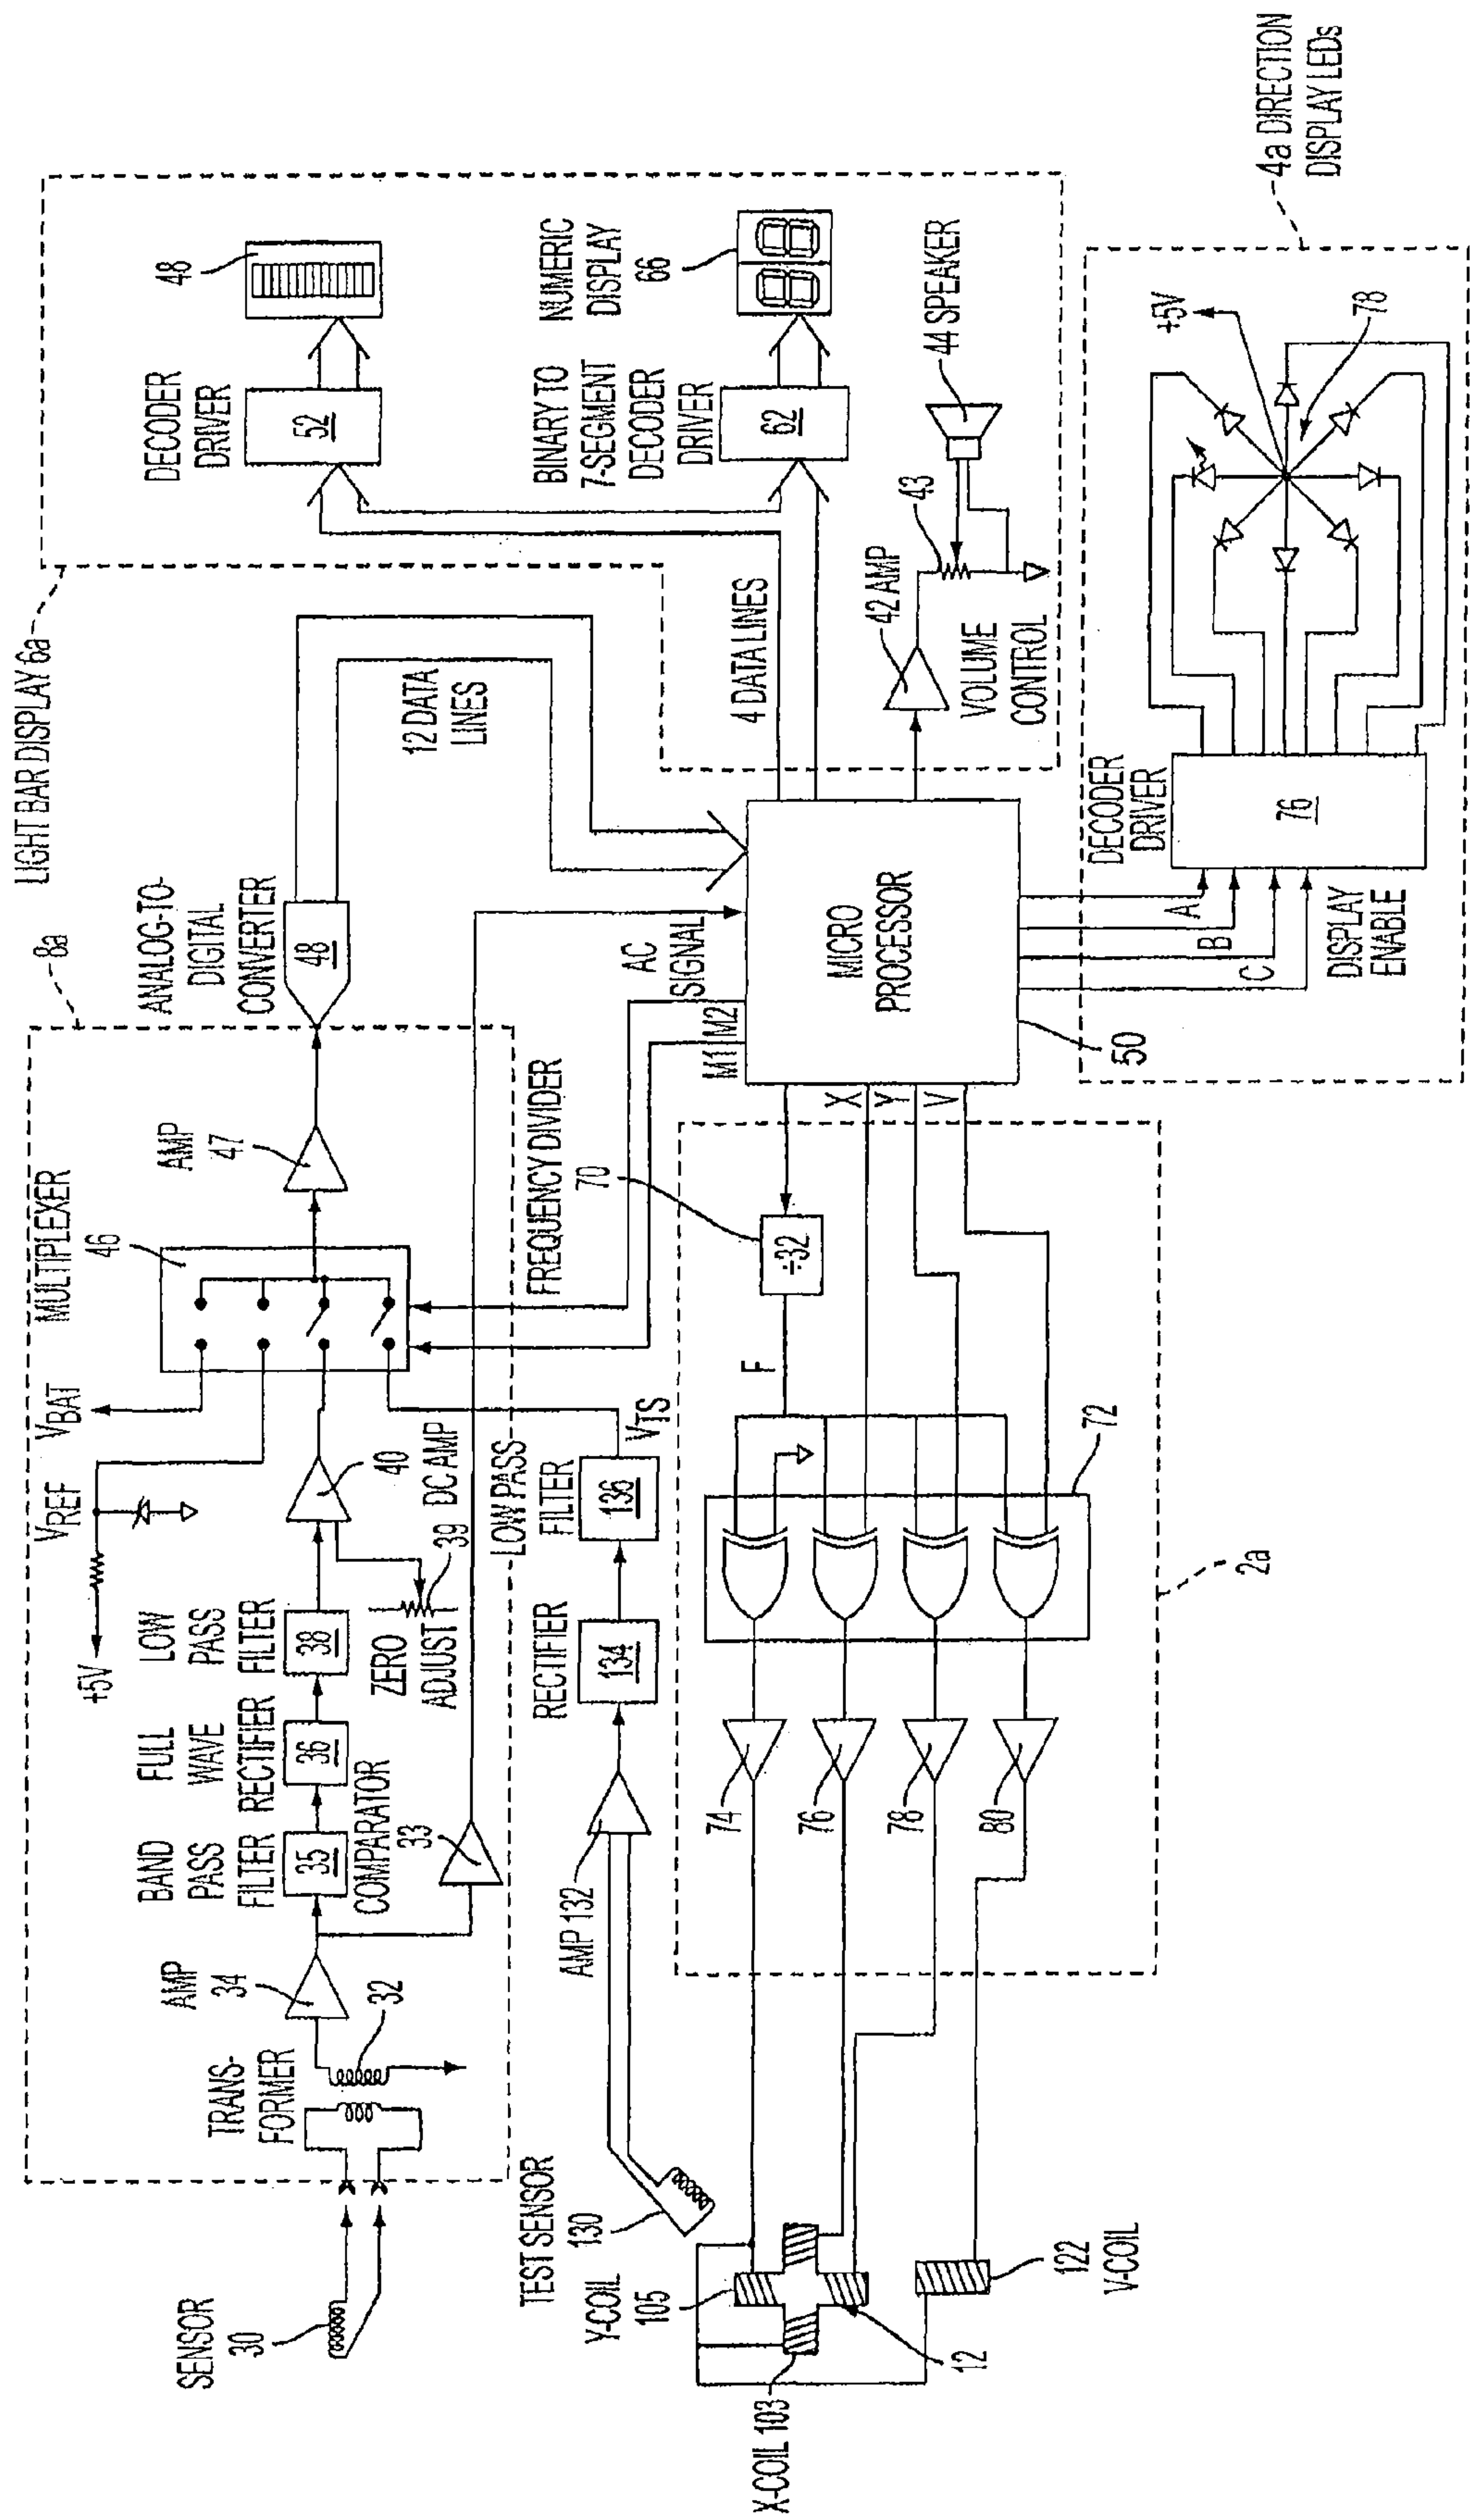 LIGHT BAR DISPLAY 6a
8a
SENSOR
30
TRANS-
FORMER
32
AMP
34
BAND
PASS
FILTER
35
COMPARATOR
33
FULL
WAVE
RECTIFIER
36
LOW
PASS
FILTER
38
ZERO
ADJUST
39
DC AMP
40
+5V
VREF
VBAT
MULTIPLEXER
46
AMP
47
ANALOG-TO-
DIGITAL
CONVERTER
48
12 DATA
LINES
DECODER
DRIVER
52
48
BINARY TO
7-SEGMENT
DECODER
DRIVER
62
NUMERIC
DISPLAY
66
4 DATA LINES
42 AMP
43
44 SPEAKER
VOLUME
CONTROL
TEST SENSOR
130
AMP 132
RECTIFIER
134
LOW PASS
FILTER
136
VTS
FREQUENCY DIVIDER
70
÷32
F
AC
SIGNAL
M1
M2
MICRO
PROCESSOR
50
X
Y
V
72
74
76
78
80
2a
Y-COIL
105
X-COIL 103
12
122
V-COIL
A
B
C
DISPLAY
ENABLE
DECODER
DRIVER
76
+5V
78
4a DIRECTION
DISPLAY LEDs